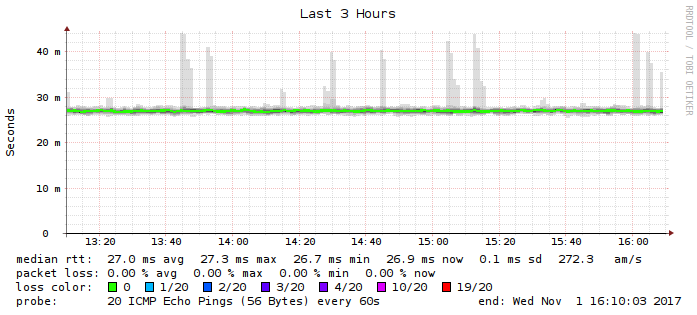 Last 3 Hours
RRDTOOL / TOBI OETIKER
Seconds
40 m
30 m
20 m
10 m
0
13:20 13:40 14:00 14:20 14:40 15:00 15:20 15:40 16:00
median rtt: 27.0 ms avg 27.3 ms max 26.7 ms min 26.9 ms now 0.1 ms sd 272.3 am/s
packet loss: 0.00 % avg 0.00 % max 0.00 % min 0.00 % now
loss color: 0 1/20 2/20 3/20 4/20 10/20 19/20
probe: 20 ICMP Echo Pings (56 Bytes) every 60s end: Wed Nov 1 16:10:03 2017